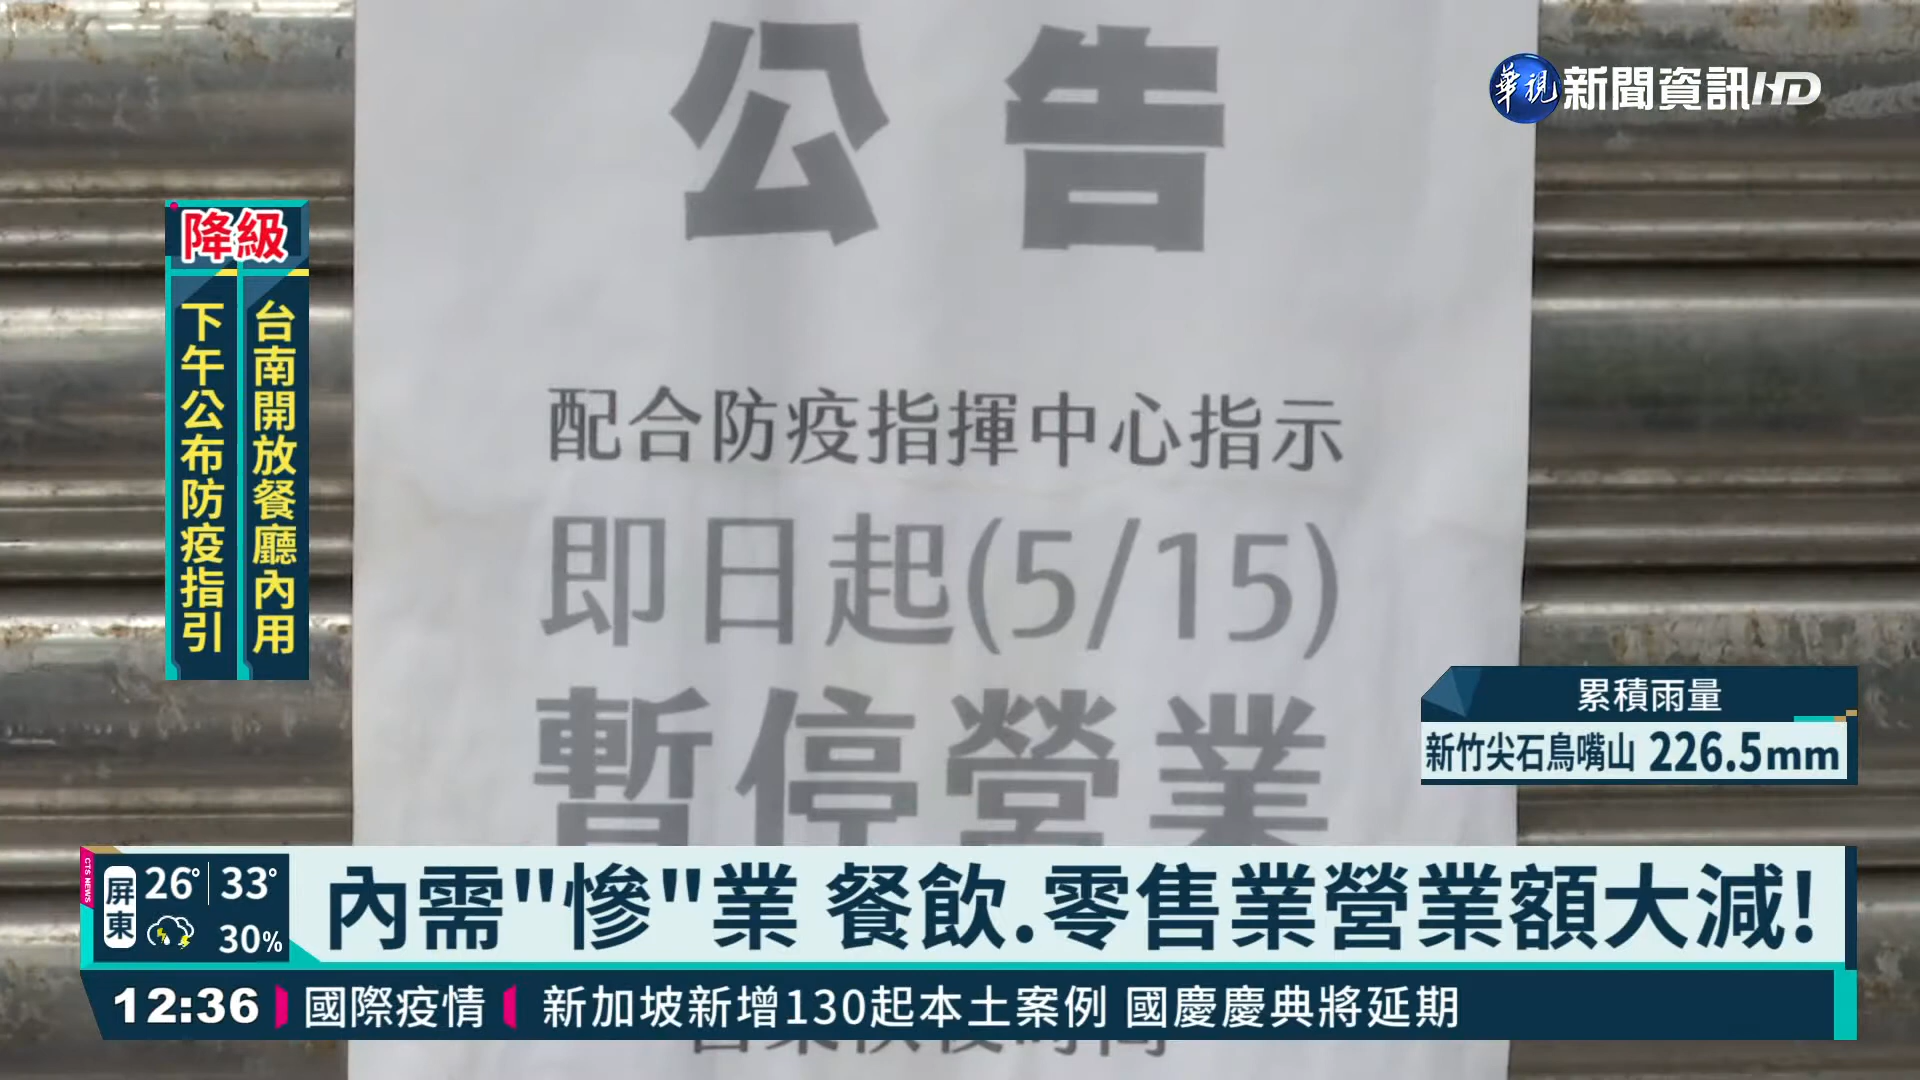 公告
華視新聞資訊HD
降級
台南開放餐廳內用
下午公布防疫指引
配合防疫指揮中心指示
即日起(5/15)
暫停營業
累積雨量
新竹尖石鳥嘴山 226.5mm
CTS NEWS
屏東
26° 33°
30%
內需"慘"業 餐飲.零售業營業額大減!
12:36 國際疫情 新加坡新增130起本土案例 國慶慶典將延期